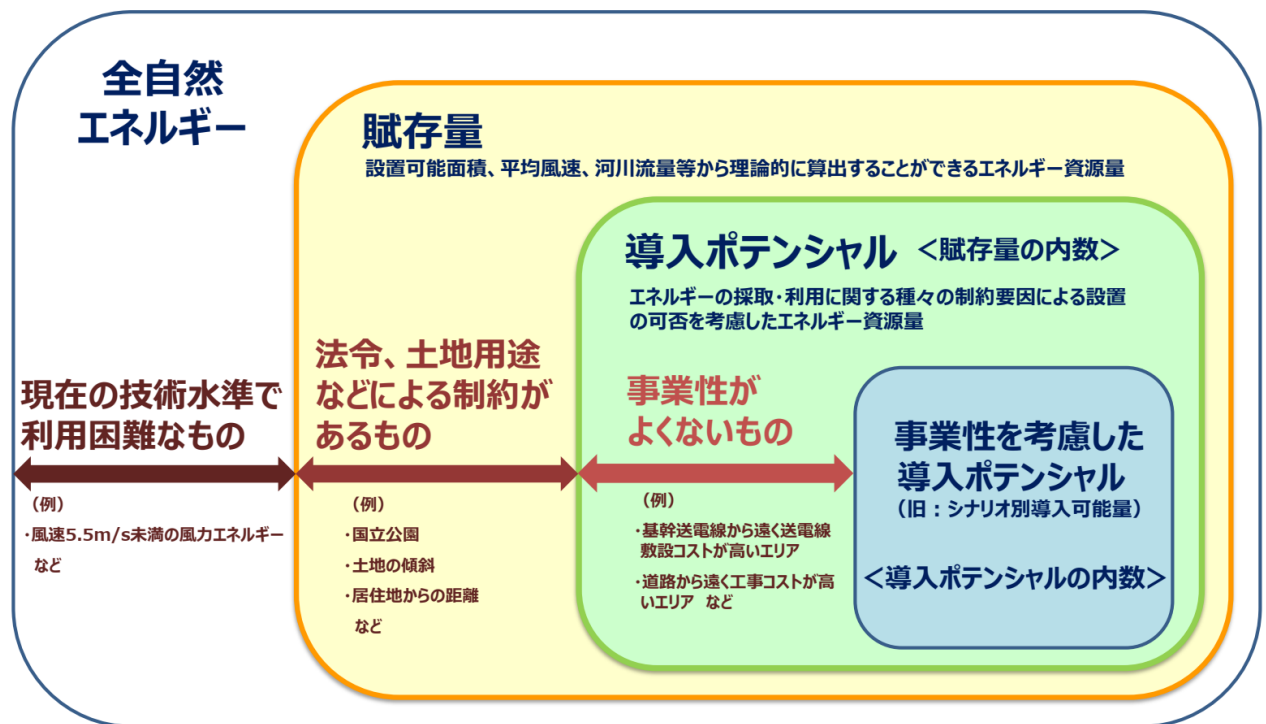 全自然
エネルギー
賦存量
設置可能面積、平均風速、河川流量等から理論的に算出することができるエネルギー資源量
導入ポテンシャル <賦存量の内数>
エネルギーの採取・利用に関する種々の制約要因による設置
の可否を考慮したエネルギー資源量
現在の技術水準で
利用困難なもの
(例)
・風速5.5m/s未満の風力エネルギー
など
法令、土地用途
などによる制約が
あるもの
(例)
・国立公園
・土地の傾斜
・居住地からの距離
など
事業性が
よくないもの
(例)
・基幹送電線から遠く送電線
敷設コストが高いエリア
・道路から遠く工事コストが高
いエリア など
事業性を考慮した
導入ポテンシャル
(旧:シナリオ別導入可能量)
<導入ポテンシャルの内数>